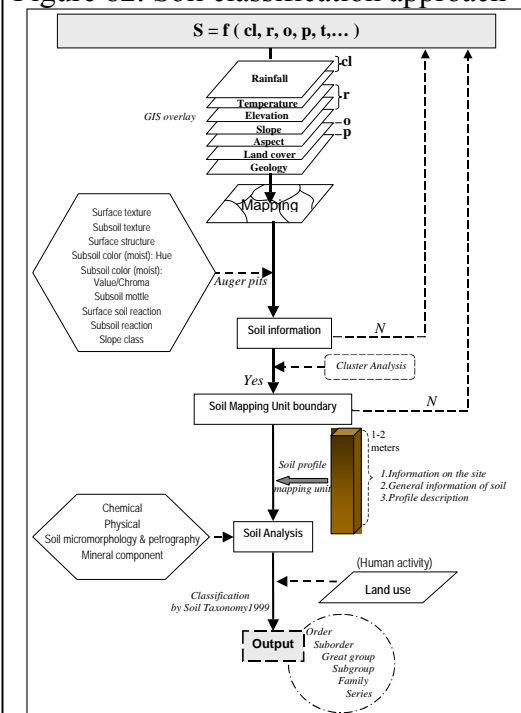 Figure 82: Soil classification approach
S = f ( cl, r, o, p, t,… )
cl
Rainfall
r
Temperature
GIS overlay
Elevation
o
Slope
p
Aspect
Land cover
Geology
Mapping
Surface texture
Subsoil texture
Surface structure
Subsoil color (moist): Hue
Subsoil color (moist):
Value/Chroma
Subsoil mottle
Surface soil reaction
Subsoil reaction
Slope class
Auger pits
Soil information
N
Cluster Analysis
Yes
Soil Mapping Unit boundary
N
1-2
meters
Soil profile
mapping unit
1.Information on the site
2.General information of soil
3.Profile description
Chemical
Physical
Soil micromorphology & petrography
Mineral component
Soil Analysis
(Human activity)
Land use
Classification
by Soil Taxonomy1999
Output
Order
Suborder
Great group
Subgroup
Family
Series